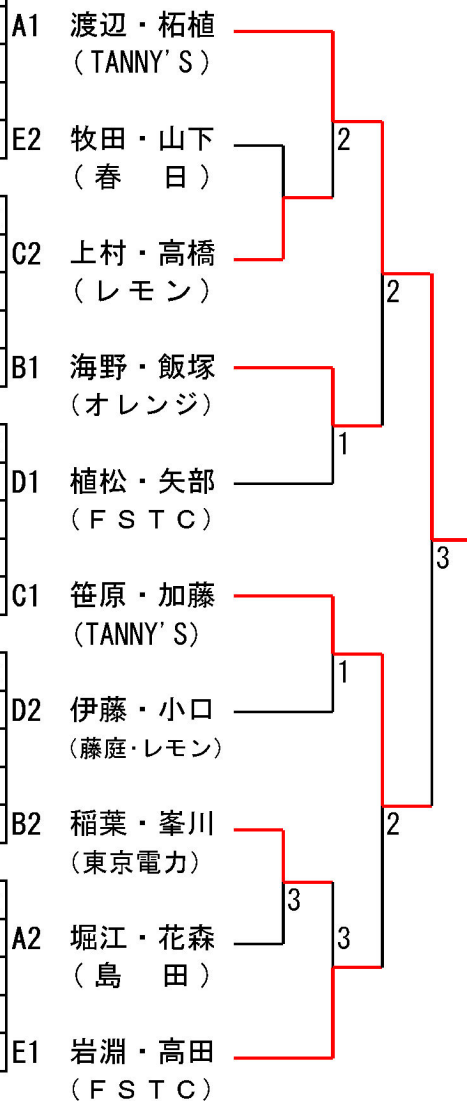 A1 渡辺・柘植
(TANNY'S)
E2 牧田・山下
2
(春 日)
C2 上村・高橋
(レモン)
2
B1 海野・飯塚
(オレンジ)
1
D1 植松・矢部
(FSTC)
3
C1 笹原・加藤
(TANNY'S)
1
D2 伊藤・小口
(藤庭・レモン)
B2 稲葉・峯川
2
(東京電力)
3
A2 堀江・花森
3
(島 田)
E1 岩淵・高田
(FSTC)